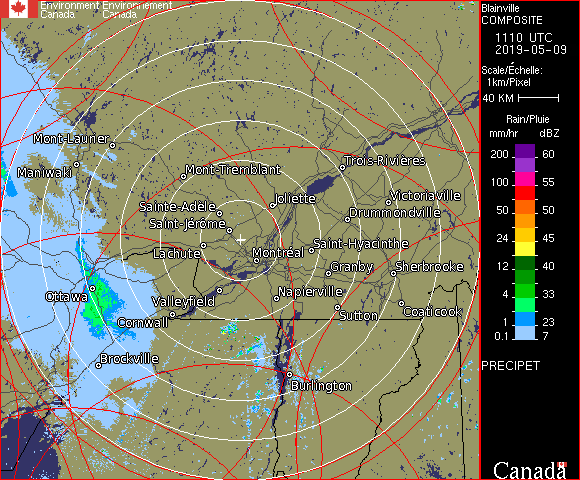 Environment Environnement
Canada Canada
Blainville
COMPOSITE
1110 UTC
2019-05-09
Scale/Échelle:
1km/Pixel
40 KM
Rain/Pluie
mm/hr dBZ
200 60
100 55
50 50
24 45
12 40
4 33
1 23
0.1 7
PRECIPET
Canada
Mont-Laurier
Maniwaki
Mont-Tremblant
Trois-Rivières
Sainte-Adèle
Joliette
Victoriaville
Saint-Jérôme
Drummondville
Lachute
Montréal
Saint-Hyacinthe
Granby
Sherbrooke
Ottawa
Valleyfield
Napierville
Cornwall
Sutton
Coaticook
Brockville
Burlington